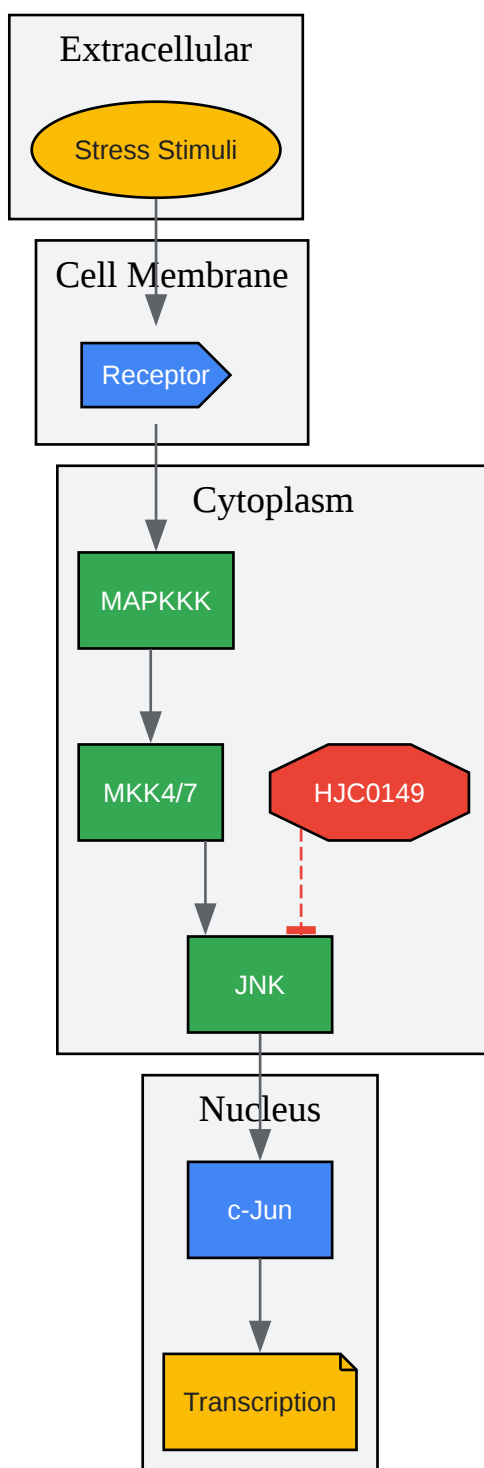 Extracellular
Stress Stimuli
Cell Membrane
Receptor
Cytoplasm
MAPKKK
MKK4/7
HJC0149
JNK
Nucleus
c-Jun
Transcription